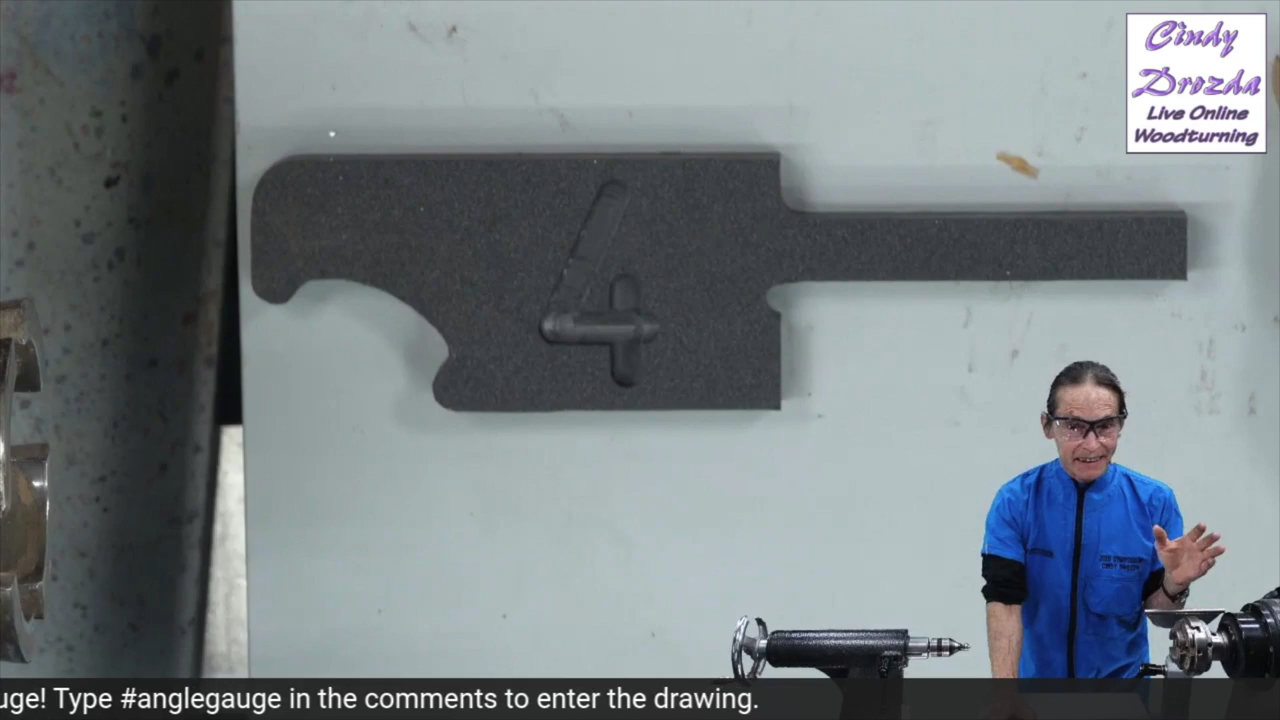 Cindy
Drozda
Live Online
Woodturning
4
uge! Type #anglegauge in the comments to enter the drawing.